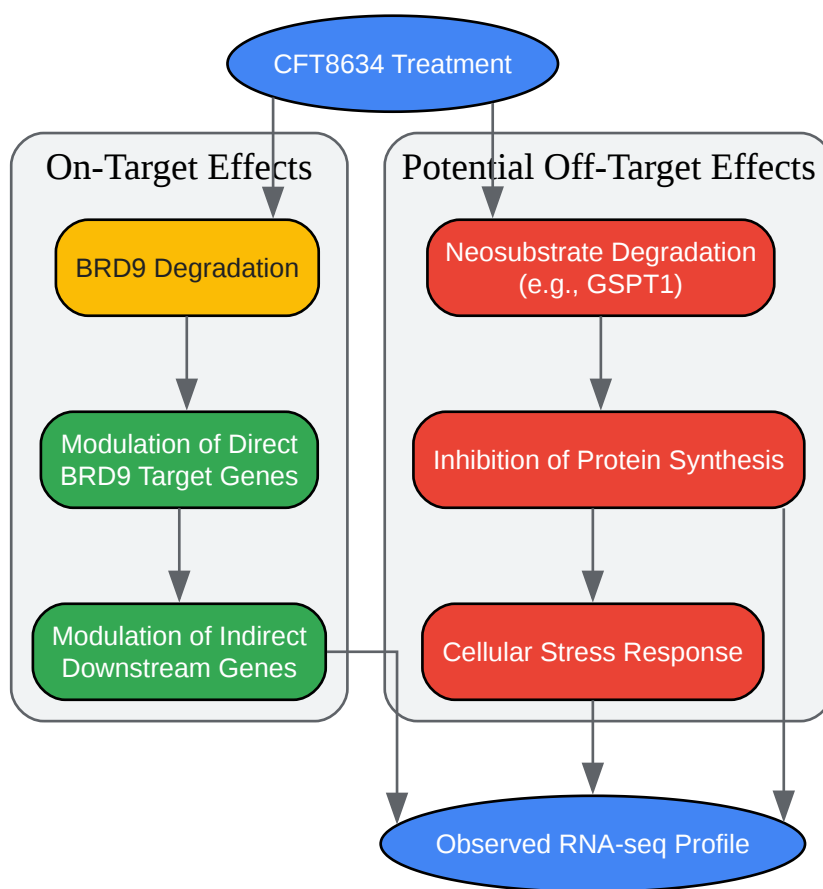 CFT8634 Treatment
On-Target Effects
Potential Off-Target Effects
BRD9 Degradation
Neosubstrate Degradation
(e.g., GSPT1)
Modulation of Direct
BRD9 Target Genes
Inhibition of Protein Synthesis
Modulation of Indirect
Downstream Genes
Cellular Stress Response
Observed RNA-seq Profile